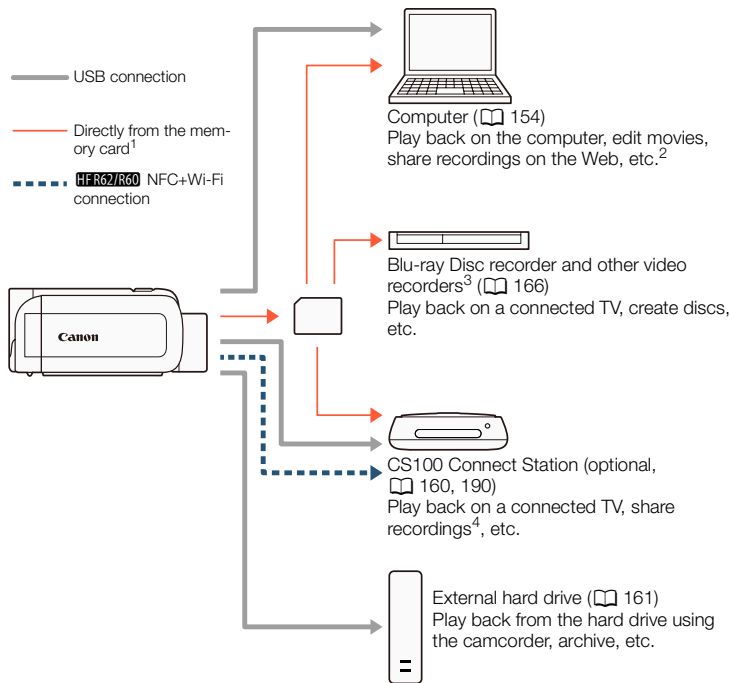 USB connection
Directly from the mem-
ory card1
HF R62/R60 NFC+Wi-Fi
connection
Canon
Computer ( 154)
Play back on the computer, edit movies,
share recordings on the Web, etc.2
Blu-ray Disc recorder and other video
recorders3 ( 166)
Play back on a connected TV, create discs,
etc.
CS100 Connect Station (optional,
160, 190)
Play back on a connected TV, share
recordings4, etc.
External hard drive ( 161)
Play back from the hard drive using
the camcorder, archive, etc.